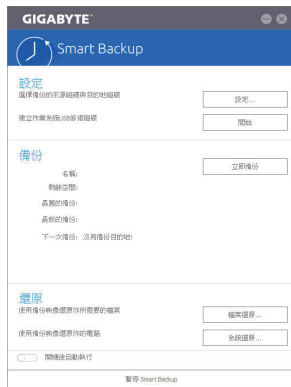 GIGABYTE
Smart Backup
設定
選擇備份的來源磁碟與目的地磁碟
設定...
建立作業系統USB修復磁碟
開始
備份
立即備份
名稱:
剩餘空間:
最舊的備份:
最新的備份:
下一次備份: 沒有備份目的地!
還原
使用備份映像還原你所需要的檔案
檔案還原...
使用備份映像還原你的電腦
系統還原...
開機後自動執行
暫停 Smart Backup